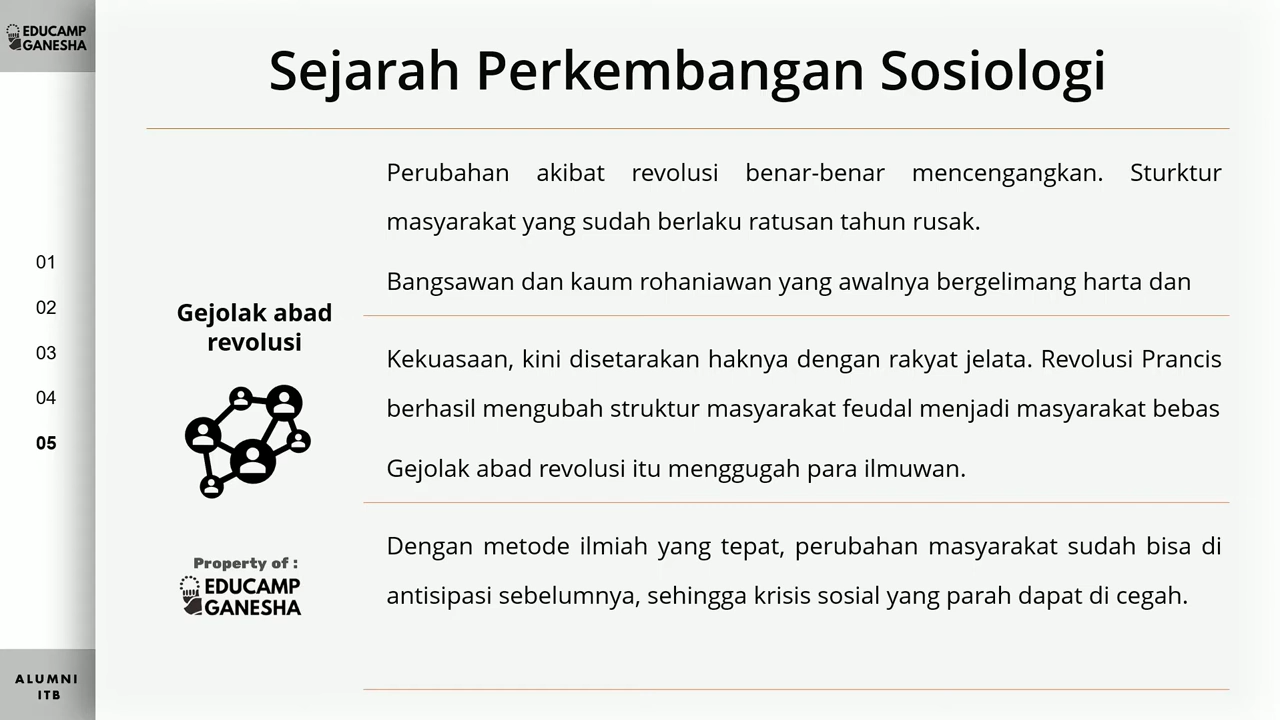 EDUCAMP
GANESHA
Sejarah Perkembangan Sosiologi
01
02
03
04
05
Gejolak abad
revolusi
Property of :
EDUCAMP
GANESHA
Perubahan akibat revolusi benar-benar mencengangkan. Sturktur
masyarakat yang sudah berlaku ratusan tahun rusak.
Bangsawan dan kaum rohaniawan yang awalnya bergelimang harta dan
Kekuasaan, kini disetarakan haknya dengan rakyat jelata. Revolusi Prancis
berhasil mengubah struktur masyarakat feudal menjadi masyarakat bebas
Gejolak abad revolusi itu menggugah para ilmuwan.
Dengan metode ilmiah yang tepat, perubahan masyarakat sudah bisa di
antisipasi sebelumnya, sehingga krisis sosial yang parah dapat di cegah.
ALUMNI
ITB